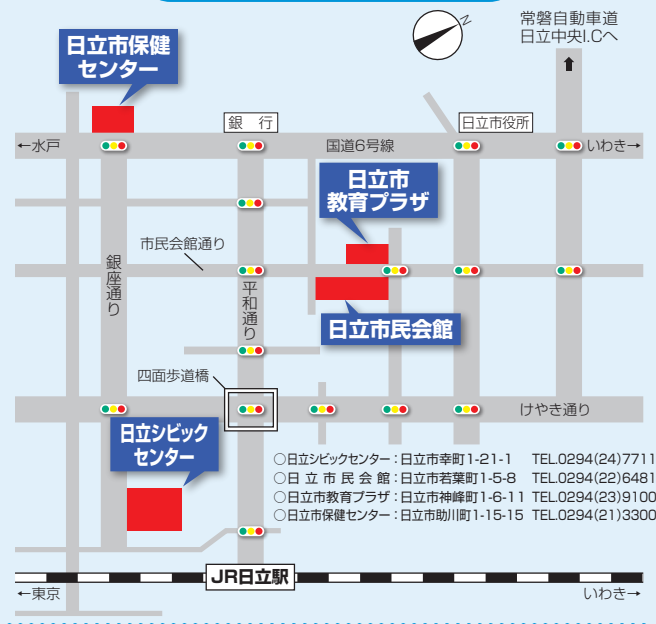 N
常磐自動車道
日立中央I.Cへ
日立市保健
センター
銀 行
日立市役所
←水戸
国道6号線
いわき→
日立市
教育プラザ
市民会館通り
銀座通り
平和通り
日立市民会館
四面歩道橋
けやき通り
日立シビック
センター
○日立シビックセンター：日立市幸町1-21-1 TEL.0294(24)7711
○日立市民会館：日立市若葉町1-5-8 TEL.0294(22)6481
○日立市教育プラザ：日立市神峰町1-6-11 TEL.0294(23)9100
○日立市保健センター：日立市助川町1-15-15 TEL.0294(21)3300
JR日立駅
←東京
いわき→